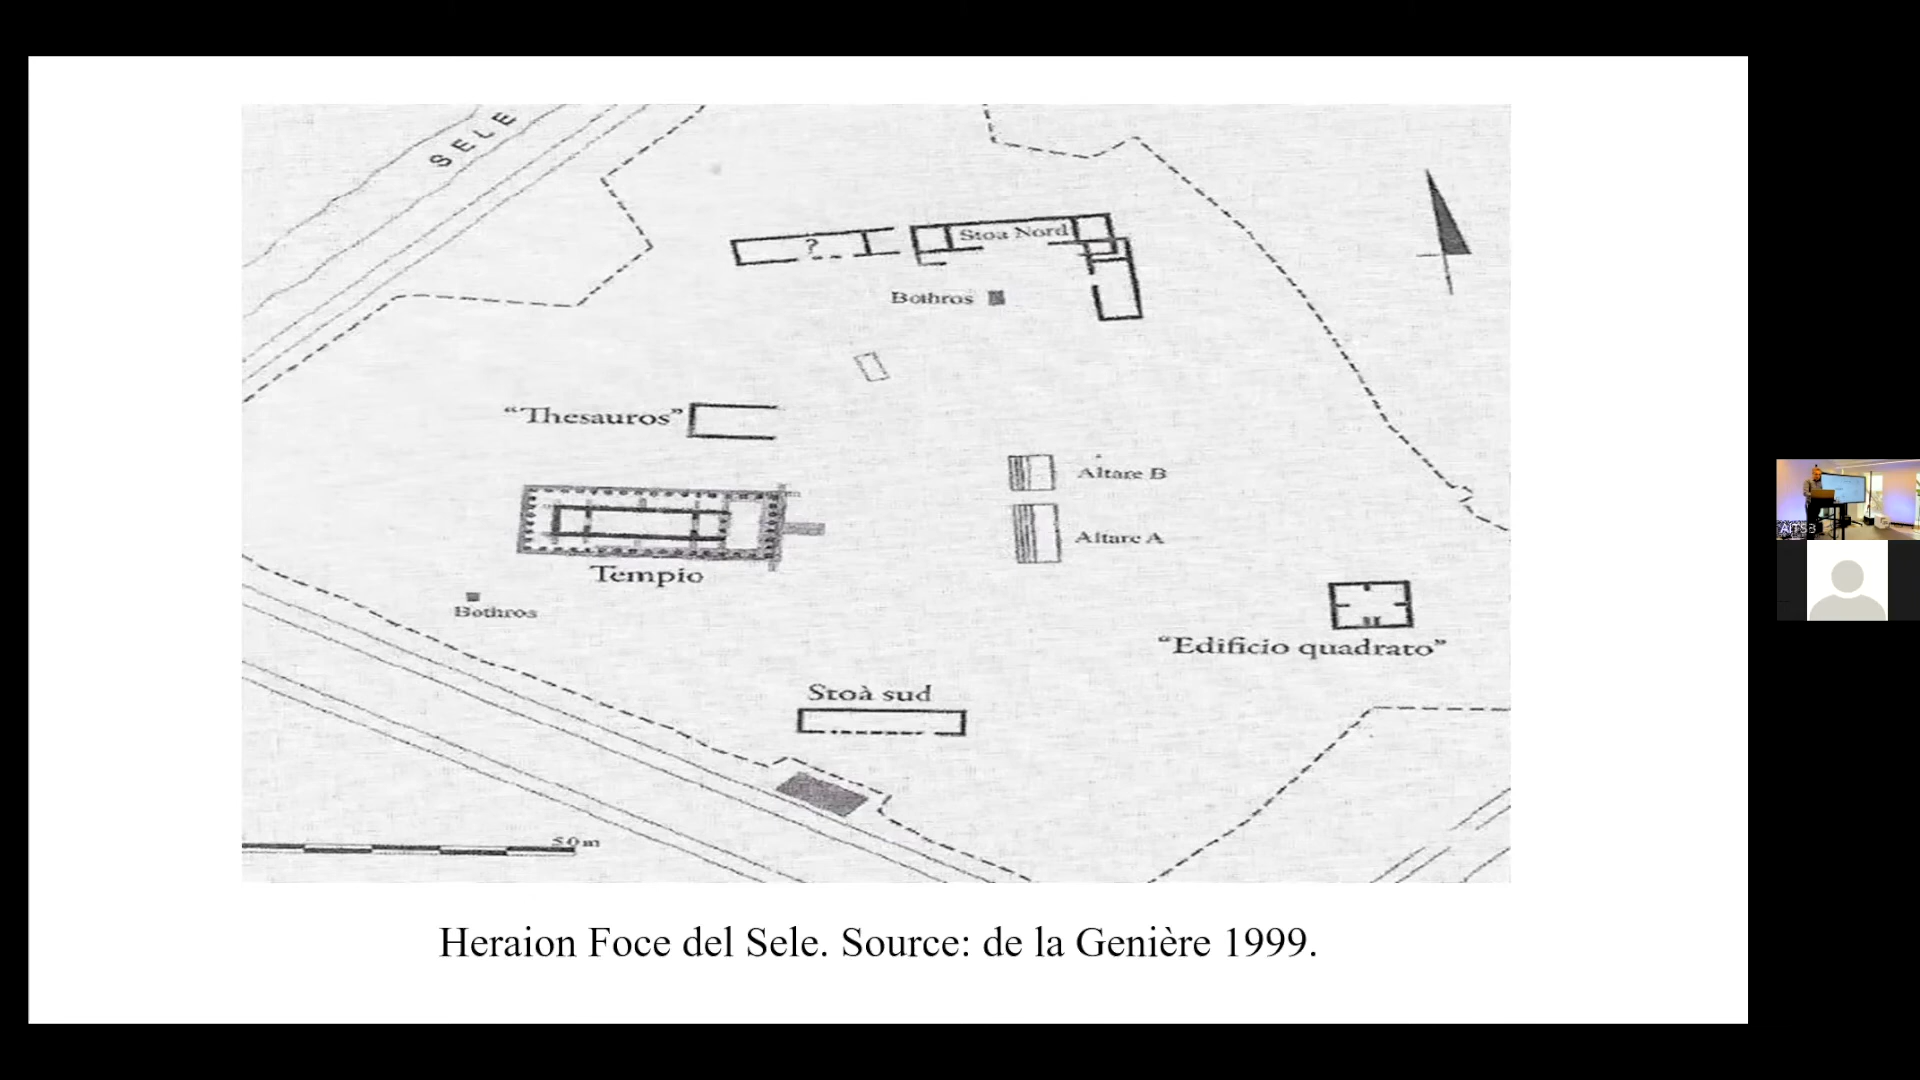 SELE
?
Stoa Nord
Bothros
"Thesauros"
Altare B
Altare A
Tempio
Bothros
"Edificio quadrato"
Stoà sud
50m
Heraion Foce del Sele. Source: de la Genière 1999.